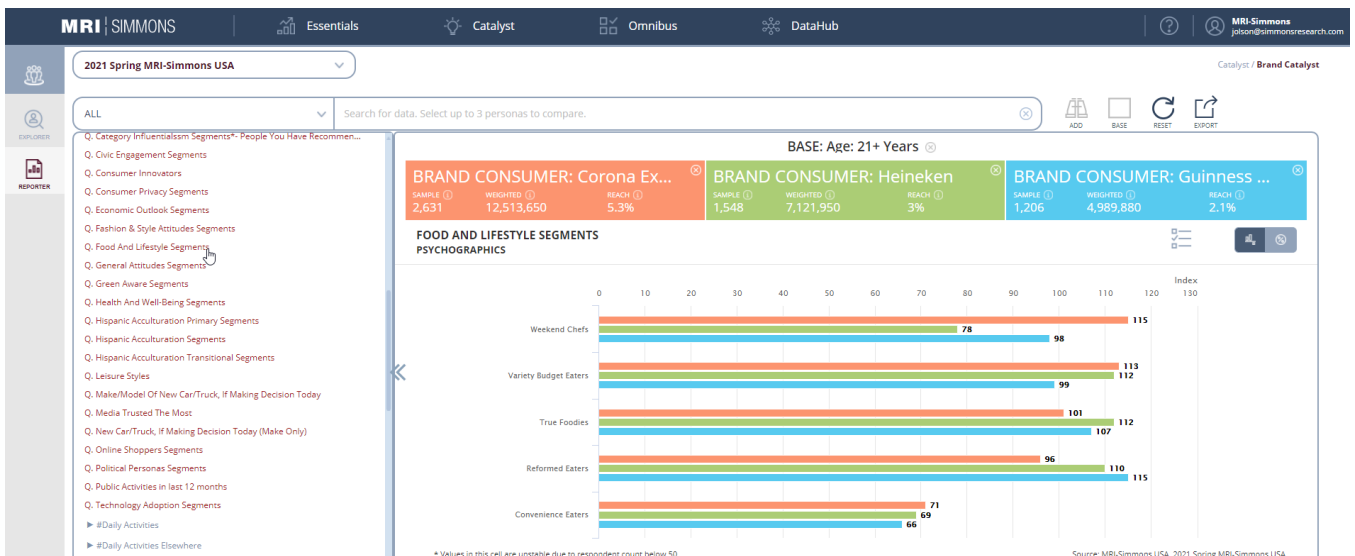 MRI SIMMONS
Essentials
Catalyst
Omnibus
DataHub
MRI-Simmons
jolson@simmonsresearch.com
2021 Spring MRI-Simmons USA
Catalyst / Brand Catalyst
EXPLORER
REPORTER
ALL
Search for data. Select up to 3 personas to compare.
ADD
BASE
RESET
EXPORT
Q. Category Influentialssm Segments*- People You Have Recommen...
Q. Civic Engagement Segments
Q. Consumer Innovators
Q. Consumer Privacy Segments
Q. Economic Outlook Segments
Q. Fashion & Style Attitudes Segments
Q. Food And Lifestyle Segments
Q. General Attitudes Segments
Q. Green Aware Segments
Q. Health And Well-Being Segments
Q. Hispanic Acculturation Primary Segments
Q. Hispanic Acculturation Segments
Q. Hispanic Acculturation Transitional Segments
Q. Leisure Styles
Q. Make/Model Of New Car/Truck, If Making Decision Today
Q. Media Trusted The Most
Q. New Car/Truck, If Making Decision Today (Make Only)
Q. Online Shoppers Segments
Q. Political Personas Segments
Q. Public Activities in last 12 months
Q. Technology Adoption Segments
#Daily Activities
#Daily Activities Elsewhere
BASE: Age: 21+ Years
BRAND CONSUMER: Corona Ex...
SAMPLE WEIGHTED REACH
2,631 12,513,650 5.3%
BRAND CONSUMER: Heineken
SAMPLE WEIGHTED REACH
1,548 7,121,950 3%
BRAND CONSUMER: Guinness ...
SAMPLE WEIGHTED REACH
1,206 4,989,880 2.1%
FOOD AND LIFESTYLE SEGMENTS
PSYCHOGRAPHICS
Index
0 10 20 30 40 50 60 70 80 90 100 110 120 130
Weekend Chefs
115
78
98
Variety Budget Eaters
113
112
99
True Foodies
101
112
107
Reformed Eaters
96
110
115
Convenience Eaters
71
69
66
* Values in this cell are unstable due to respondent count below 50
Source: MRI-Simmons USA, 2021 Spring MRI-Simmons USA